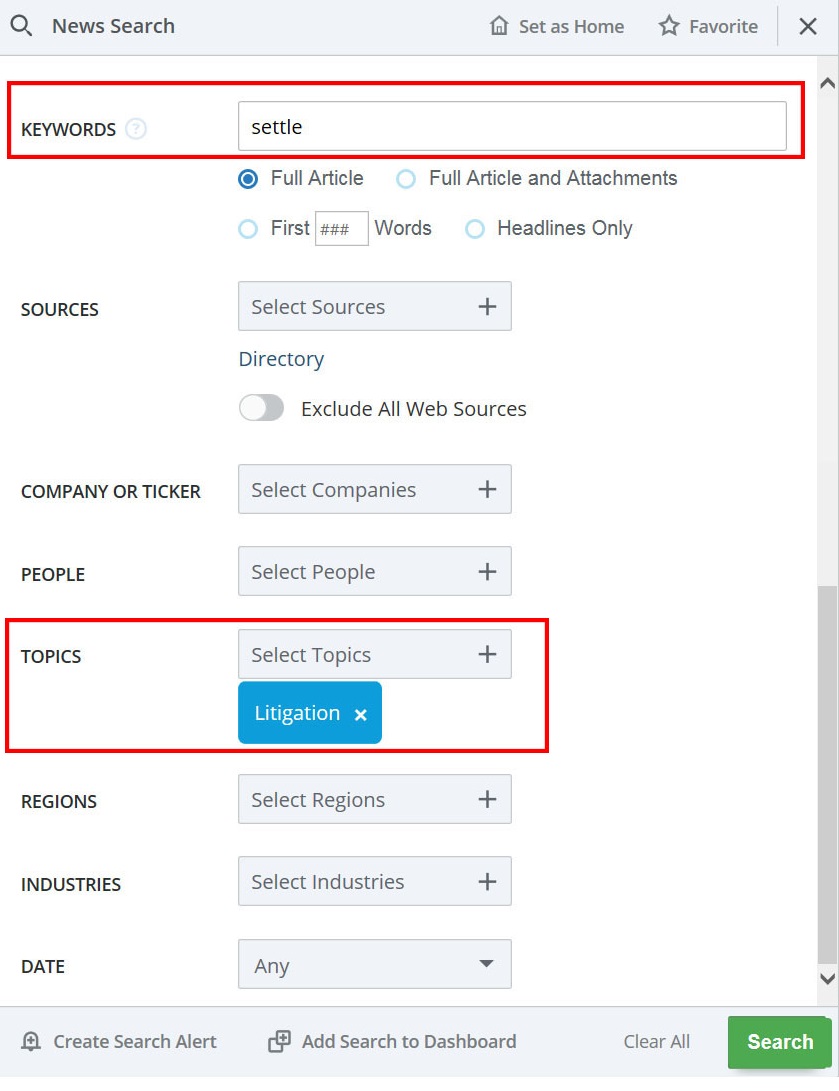 News Search Set as Home Favorite
KEYWORDS ? settle
Full Article Full Article and Attachments
First ### Words Headlines Only
SOURCES Select Sources +
Directory
Exclude All Web Sources
COMPANY OR TICKER Select Companies +
PEOPLE Select People +
TOPICS Select Topics +
Litigation ×
REGIONS Select Regions +
INDUSTRIES Select Industries +
DATE Any
Create Search Alert Add Search to Dashboard Clear All Search